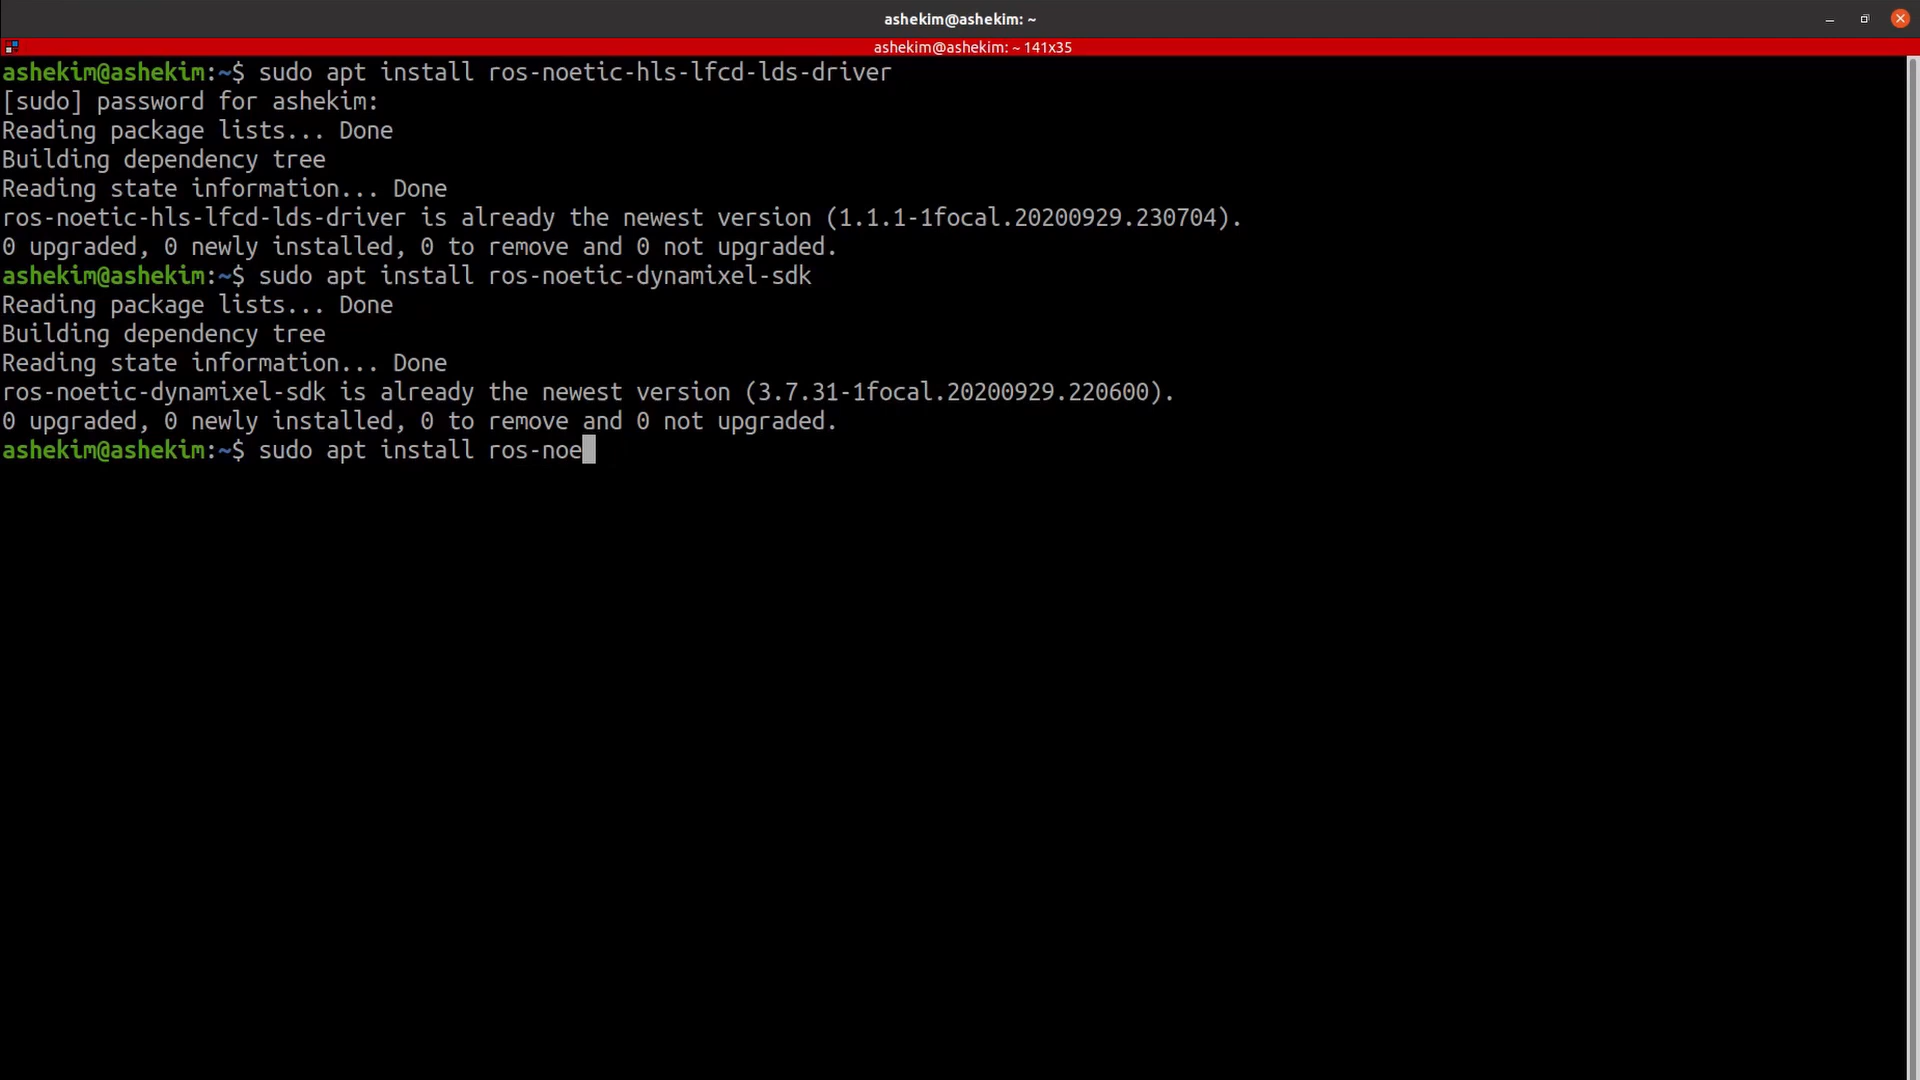 ashekim@ashekim: ~
ashekim@ashekim: ~ 141x35
ashekim@ashekim:~$ sudo apt install ros-noetic-hls-lfcd-lds-driver
[sudo] password for ashekim:
Reading package lists... Done
Building dependency tree
Reading state information... Done
ros-noetic-hls-lfcd-lds-driver is already the newest version (1.1.1-1focal.20200929.230704).
0 upgraded, 0 newly installed, 0 to remove and 0 not upgraded.
ashekim@ashekim:~$ sudo apt install ros-noetic-dynamixel-sdk
Reading package lists... Done
Building dependency tree
Reading state information... Done
ros-noetic-dynamixel-sdk is already the newest version (3.7.31-1focal.20200929.220600).
0 upgraded, 0 newly installed, 0 to remove and 0 not upgraded.
ashekim@ashekim:~$ sudo apt install ros-noe